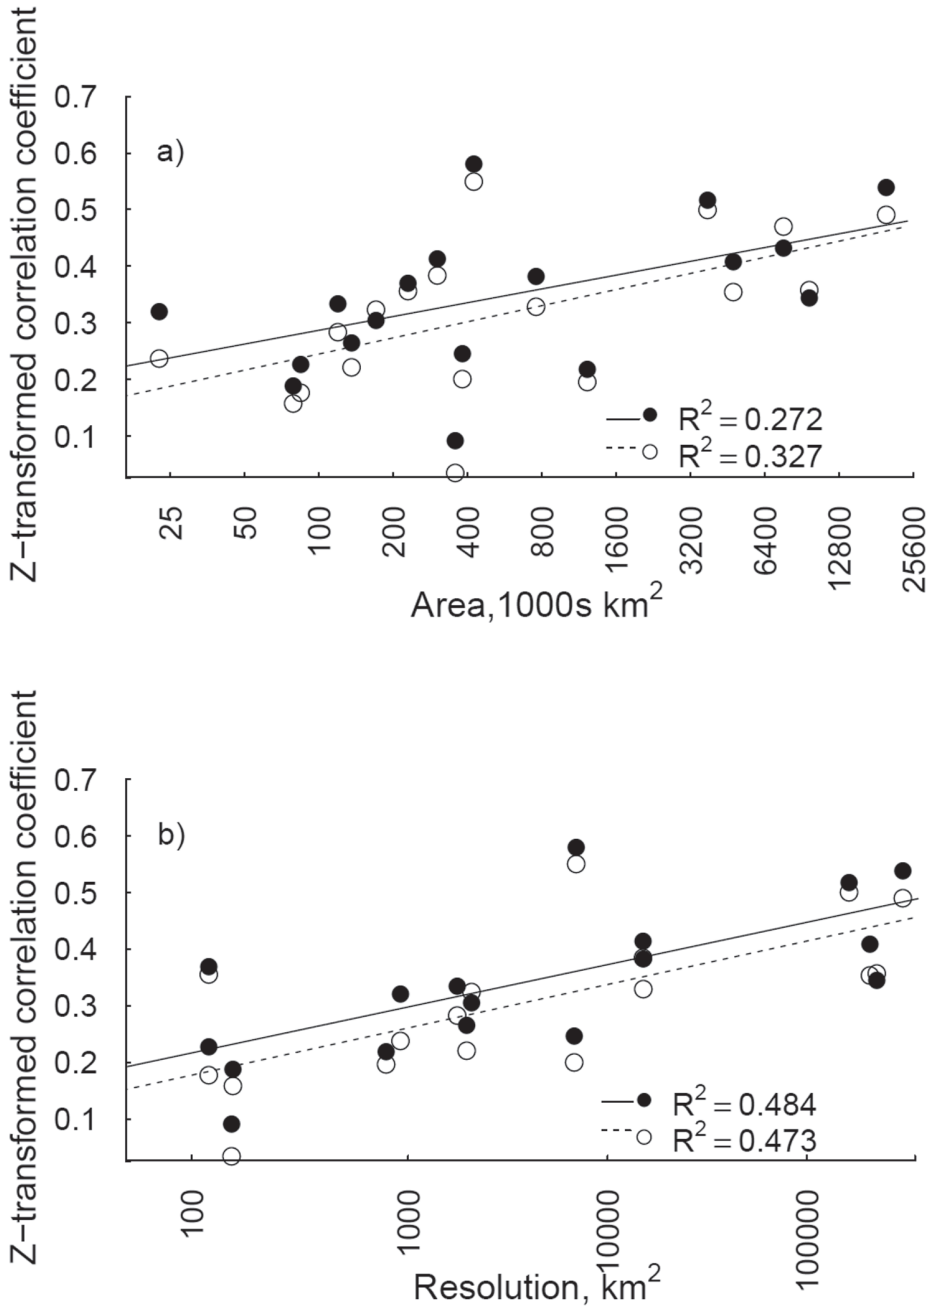 Z−transformed correlation coefficient
0.7
0.6
0.5
0.4
0.3
0.2
0.1
a)
R² = 0.272
R² = 0.327
25
50
100
200
400
800
1600
3200
6400
12800
25600
Area,1000s km²
Z−transformed correlation coefficient
0.7
0.6
0.5
0.4
0.3
0.2
0.1
b)
R² = 0.484
R² = 0.473
100
1000
10000
100000
Resolution, km²